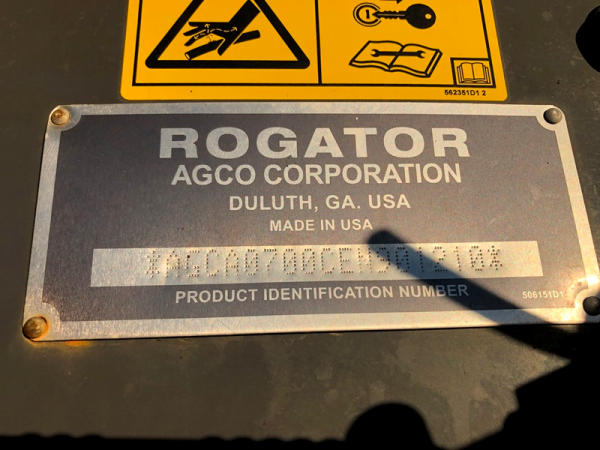 562351D1 2
ROGATOR
AGCO CORPORATION
DULUTH, GA. USA
MADE IN USA
PRODUCT IDENTIFICATION NUMBER
506151D1